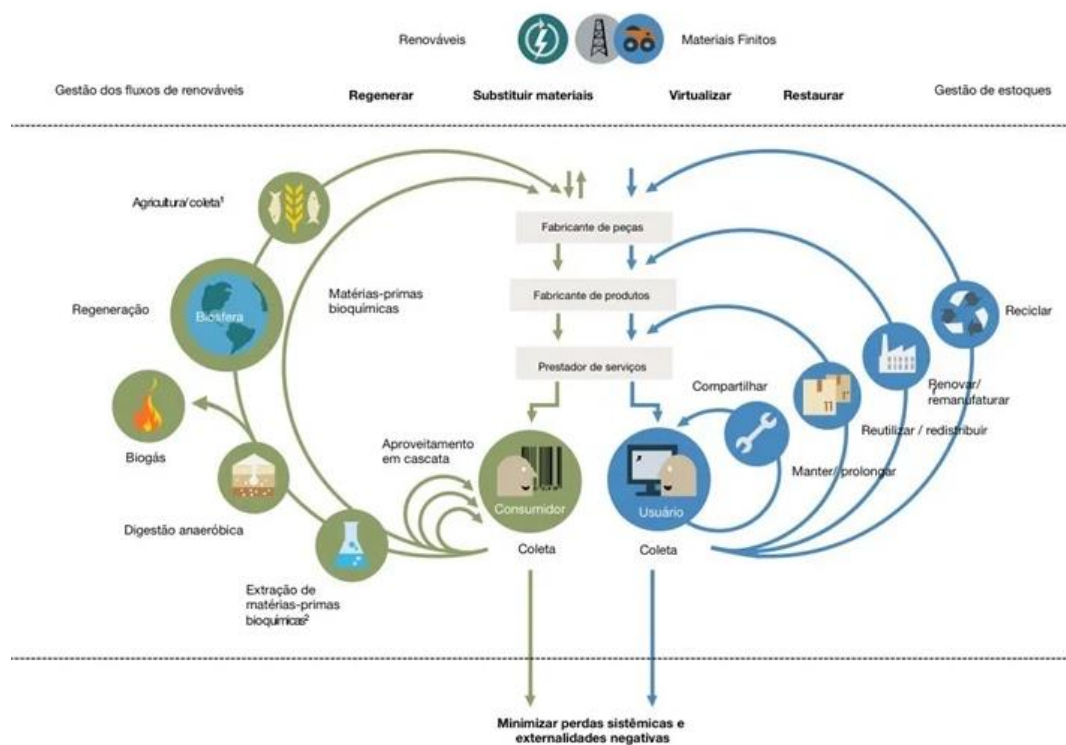 Renováveis
Materiais Finitos
Gestão dos fluxos de renováveis
Regenerar
Substituir materiais
Virtualizar
Restaurar
Gestão de estoques
Agricultura/coleta¹
Fabricante de peças
Matérias-primas
bioquímicas
Fabricante de produtos
Regeneração
Biosfera
Reciclar
Prestador de serviços
Compartilhar
Renovar/
remanufaturar
Reutilizar / redistribuir
Biogás
Aproveitamento
em cascata
Manter/ prolongar
Consumidor
Usuário
Digestão anaeróbica
Coleta
Coleta
Extração de
matérias-primas
bioquímicas²
Minimizar perdas sistêmicas e
externalidades negativas